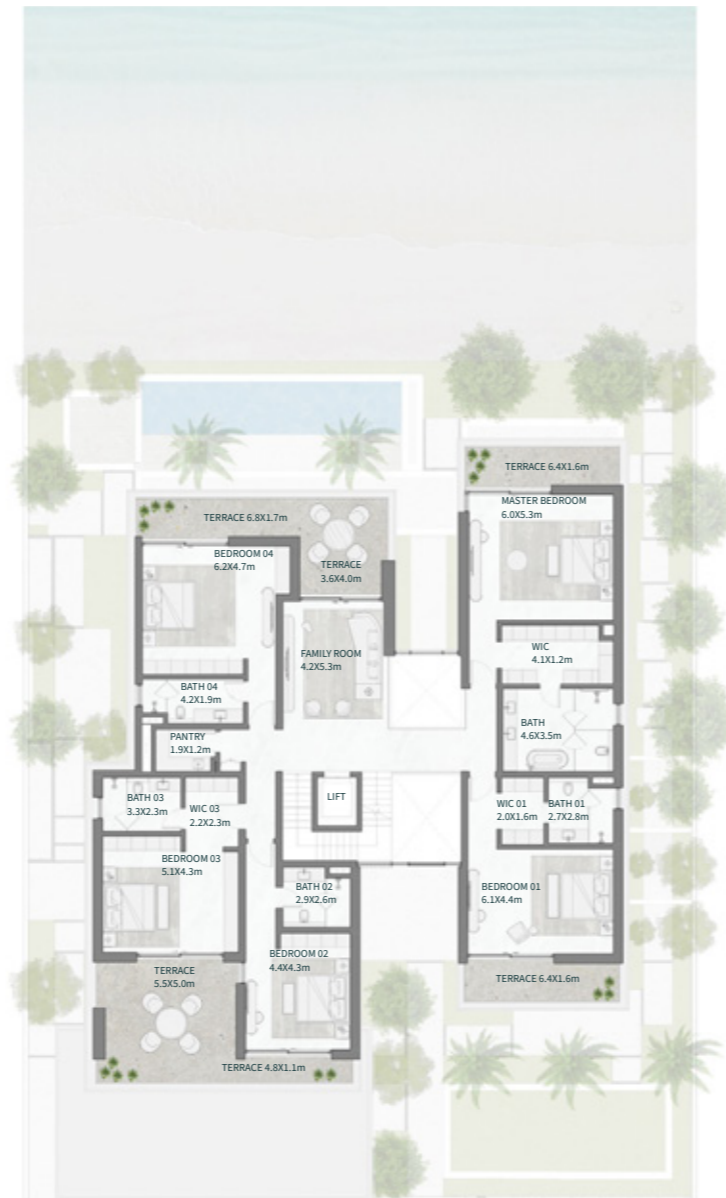 TERRACE 6.4X1.6m
MASTER BEDROOM
6.0X5.3m
TERRACE 6.8X1.7m
BEDROOM 04
6.2X4.7m
TERRACE
3.6X4.0m
FAMILY ROOM
4.2X5.3m
WIC
4.1X1.2m
BATH 04
4.2X1.9m
BATH
4.6X3.5m
PANTRY
1.9X1.2m
BATH 03
3.3X2.3m
WIC 03
2.2X2.3m
LIFT
WIC 01
2.0X1.6m
BATH 01
2.7X2.8m
BEDROOM 03
5.1X4.3m
BATH 02
2.9X2.6m
BEDROOM 01
6.1X4.4m
BEDROOM 02
4.4X4.3m
TERRACE
5.5X5.0m
TERRACE 6.4X1.6m
TERRACE 4.8X1.1m